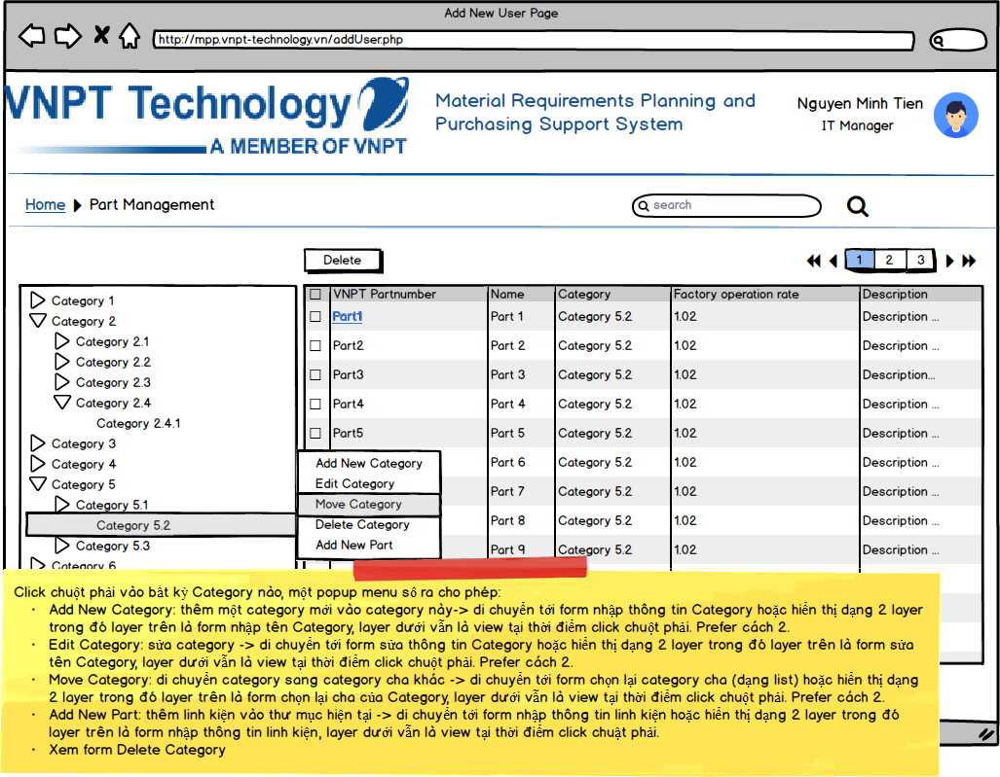 Add New User Page
http://mpp.vnpt-technology.vn/addUser.php
VNPT Technology
A MEMBER OF VNPT
Material Requirements Planning and
Purchasing Support System
Nguyen Minh Tien
IT Manager
Home Part Management
search
Delete
1 2 3
Category 1
Category 2
Category 2.1
Category 2.2
Category 2.3
Category 2.4
Category 2.4.1
Category 3
Category 4
Category 5
Category 5.1
Category 5.2
Category 5.3
Category 6
VNPT Partnumber Name Category Factory operation rate Description
Part1 Part 1 Category 5.2 1.02 Description ...
Part2 Part 2 Category 5.2 1.02 Description ...
Part3 Part 3 Category 5.2 1.02 Description...
Part4 Part 4 Category 5.2 1.02 Description ...
Part5 Part 5 Category 5.2 1.02 Description ...
Part 6 Category 5.2 1.02 Description ...
Part 7 Category 5.2 1.02 Description ...
Part 8 Category 5.2 1.02 Description ...
Part 9 Category 5.2 1.02 Description ...
Add New Category
Edit Category
Move Category
Delete Category
Add New Part
Click chuột phải vào bất kỳ Category nào, một popup menu sổ ra cho phép:
· Add New Category: thêm một category mới vào category này-> di chuyển tới form nhập thông tin Category hoặc hiển thị dạng 2 layer
trong đó layer trên là form nhập tên Category, layer dưới vẫn là view tại thời điểm click chuột phải. Prefer cách 2.
· Edit Category: sửa category -> di chuyển tới form sửa thông tin Category hoặc hiển thị dạng 2 layer trong đó layer trên là form sửa
tên Category, layer dưới vẫn là view tại thời điểm click chuột phải. Prefer cách 2.
· Move Category: di chuyển category sang category cha khác -> di chuyển tới form chọn lại category cha (dạng list) hoặc hiển thị dạng
2 layer trong đó layer trên là form chọn lại cha của Category, layer dưới vẫn là view tại thời điểm click chuột phải. Prefer cách 2.
· Add New Part: thêm linh kiện vào thư mục hiện tại -> di chuyển tới form nhập thông tin linh kiện hoặc hiển thị dạng 2 layer trong đó
layer trên là form nhập thông tin linh kiện, layer dưới vẫn là view tại thời điểm click chuật phải.
· Xem form Delete Category